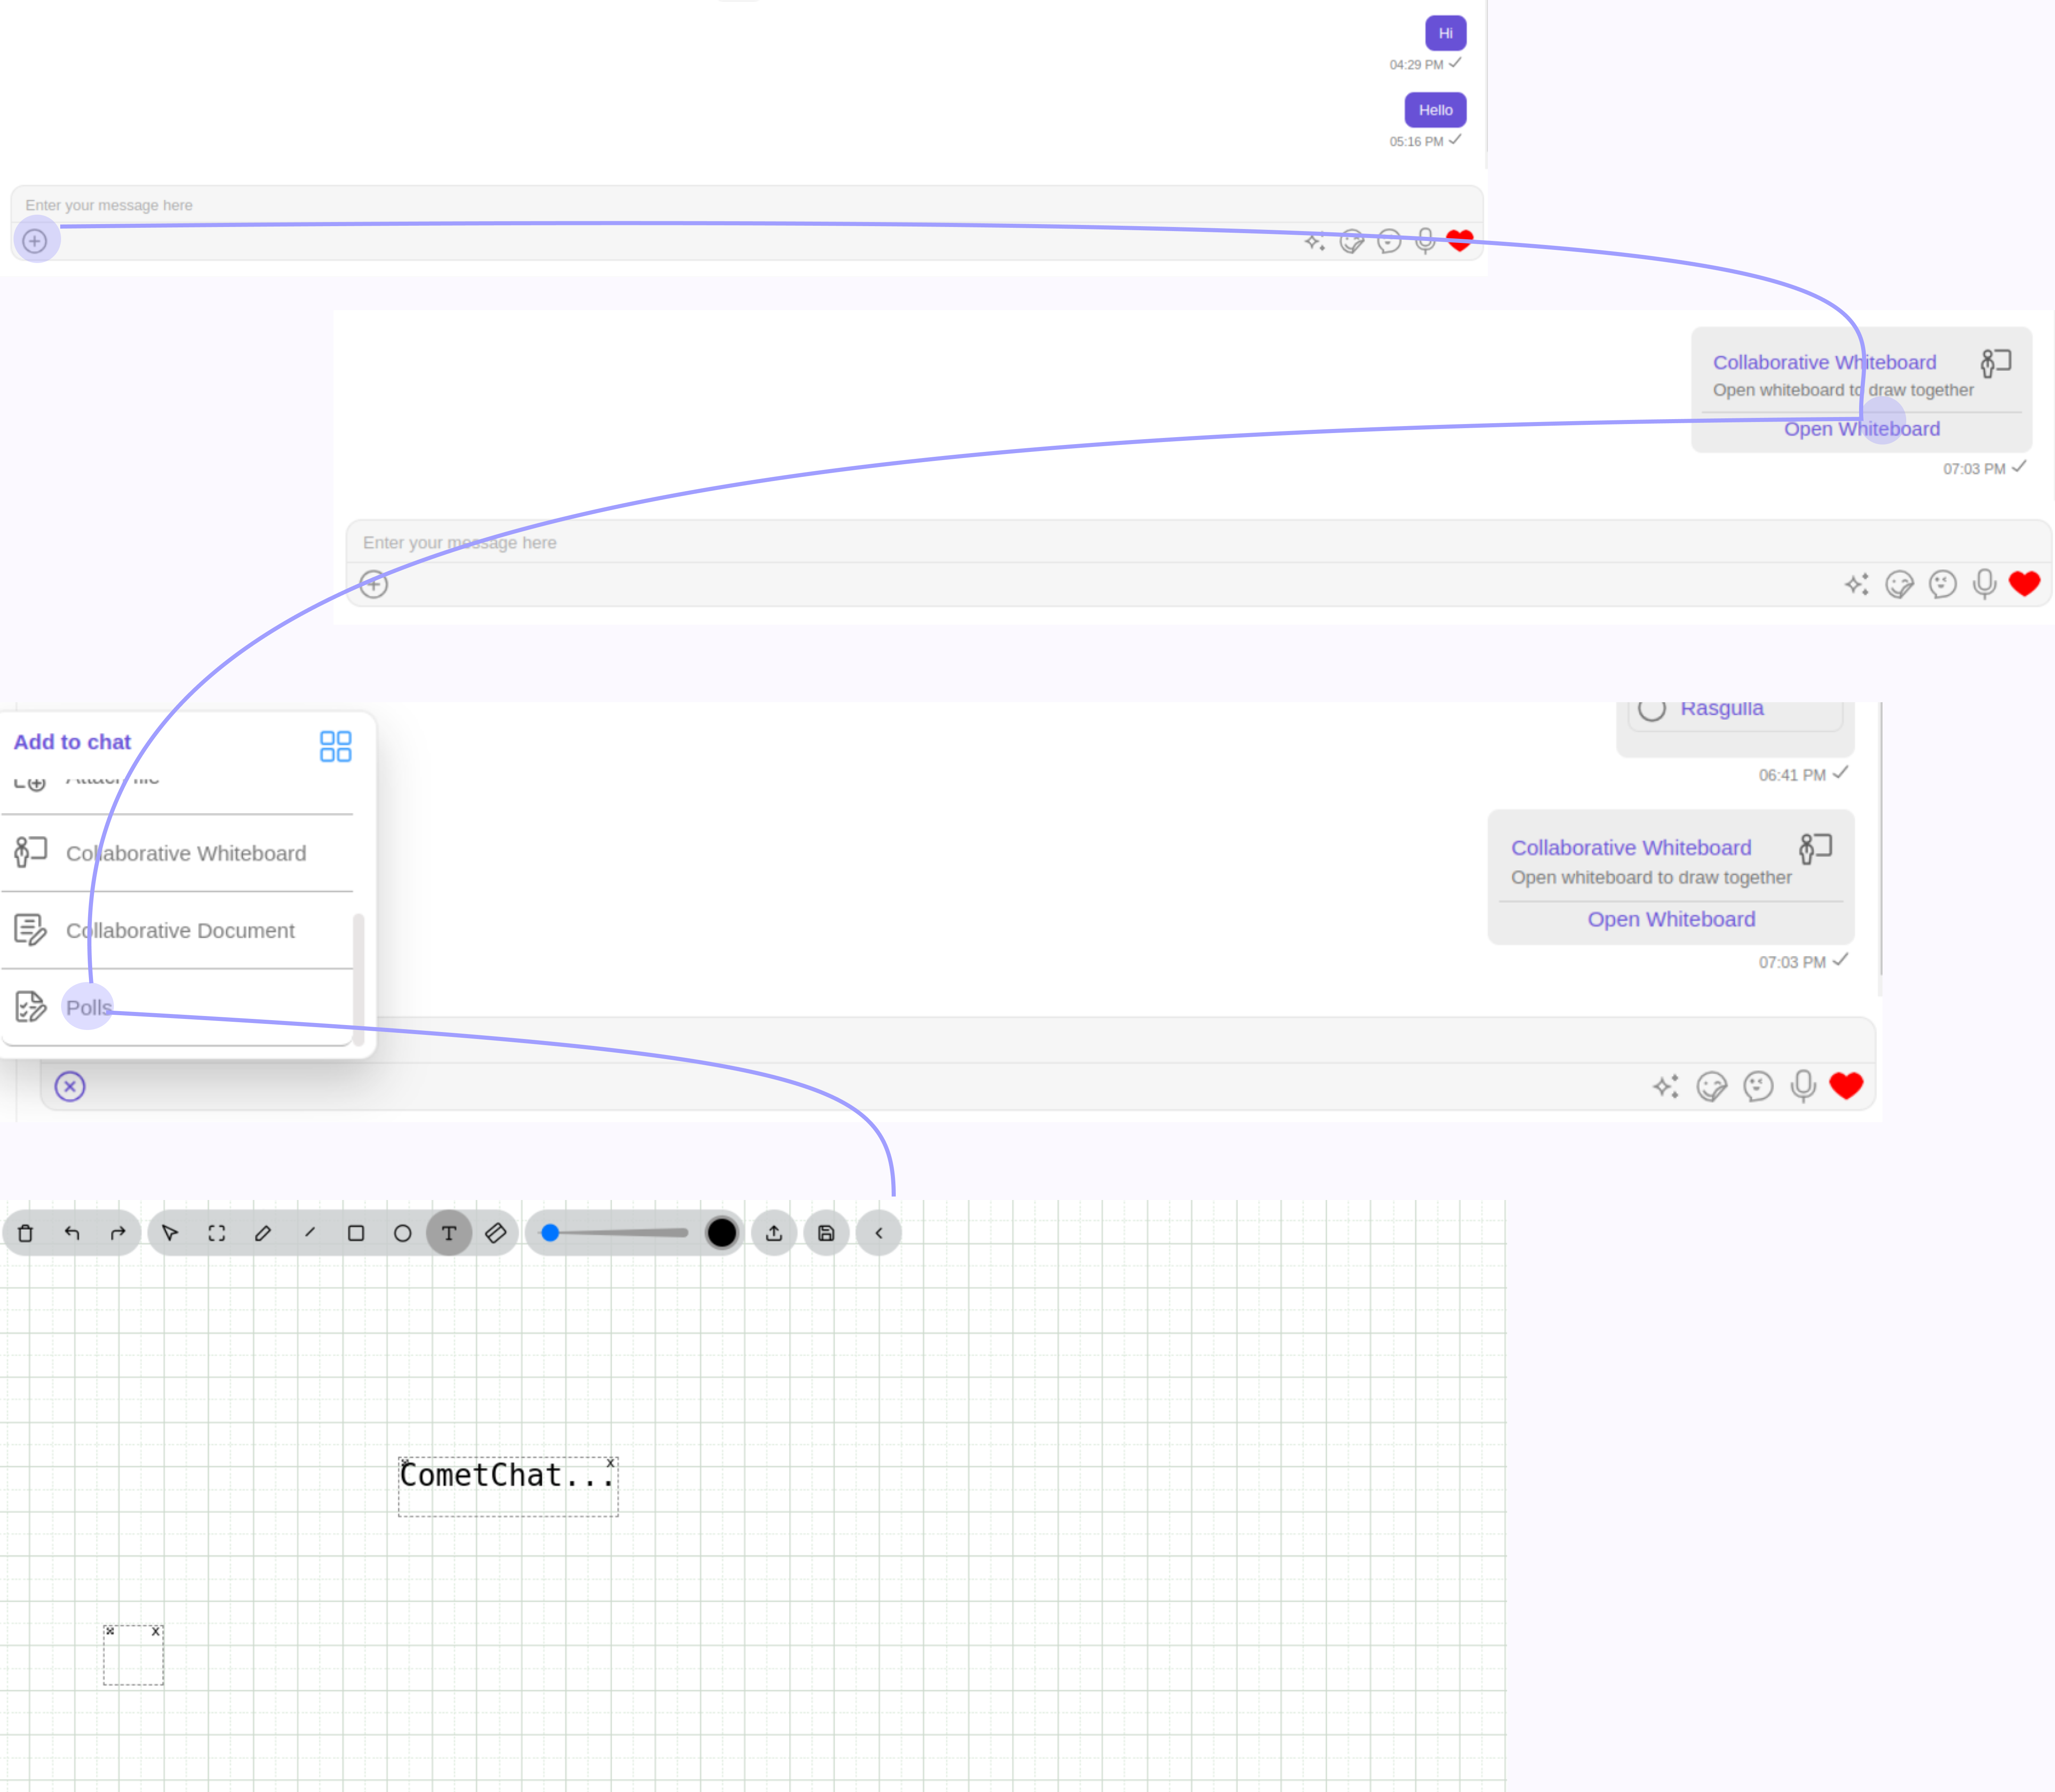 Hi
04:29 PM
Hello
05:16 PM
Enter your message here
Collaborative Whiteboard
Open whiteboard to draw together
Open Whiteboard
07:03 PM
Enter your message here
Rasgulla
06:41 PM
Add to chat
Attach file
Collaborative Whiteboard
Collaborative Document
Polls
Collaborative Whiteboard
Open whiteboard to draw together
Open Whiteboard
07:03 PM
T
x
CometChat...
x